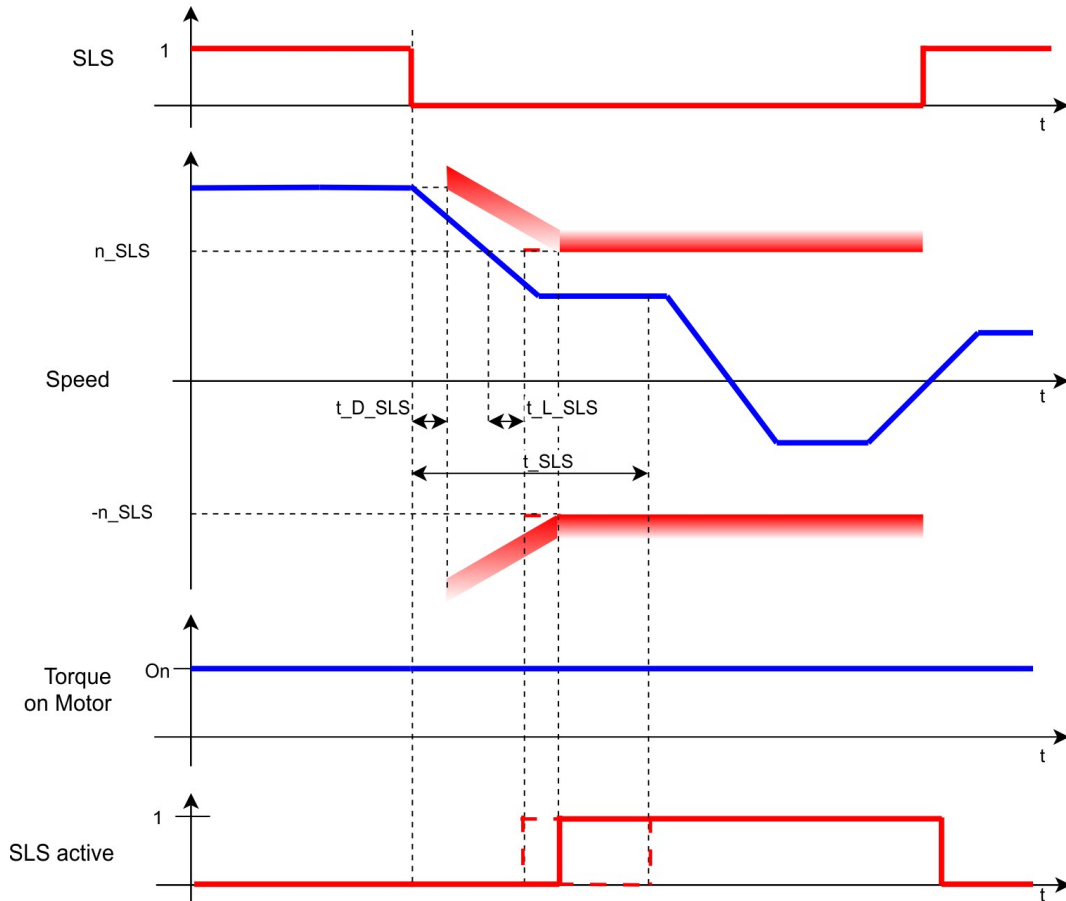 SLS
1
t
n_SLS
Speed
t
t_D_SLS
t_L_SLS
t_SLS
-n_SLS
On
Torque
on Motor
t
1
SLS active
t